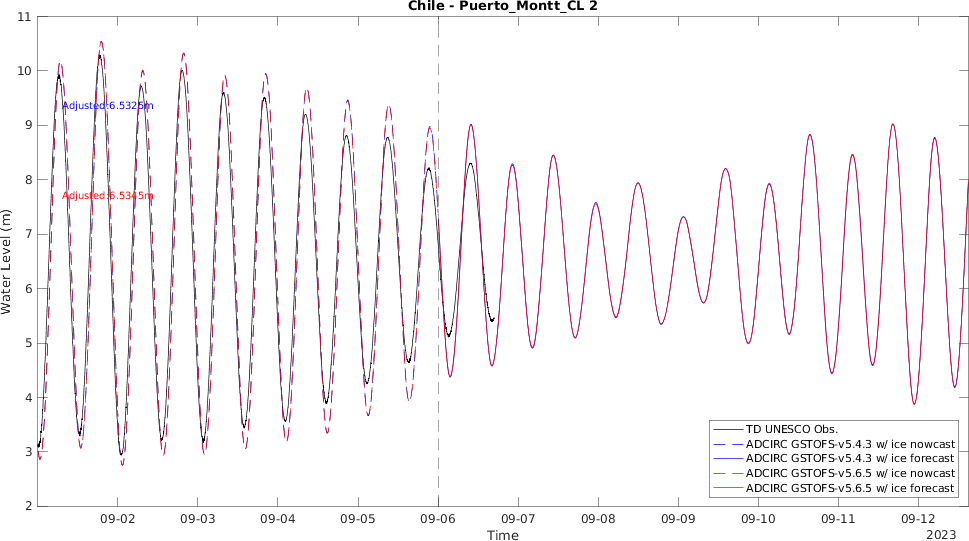 Chile - Puerto_Montt_CL 2
11
10
9
8
7
6
5
4
3
2
Water Level (m)
Adjusted:6.5325m
Adjusted:6.5345m
TD UNESCO Obs.
ADCIRC GSTOFS-v5.4.3 w/ ice nowcast
ADCIRC GSTOFS-v5.4.3 w/ ice forecast
ADCIRC GSTOFS-v5.6.5 w/ ice nowcast
ADCIRC GSTOFS-v5.6.5 w/ ice forecast
09-02 09-03 09-04 09-05 09-06 09-07 09-08 09-09 09-10 09-11 09-12
Time
2023